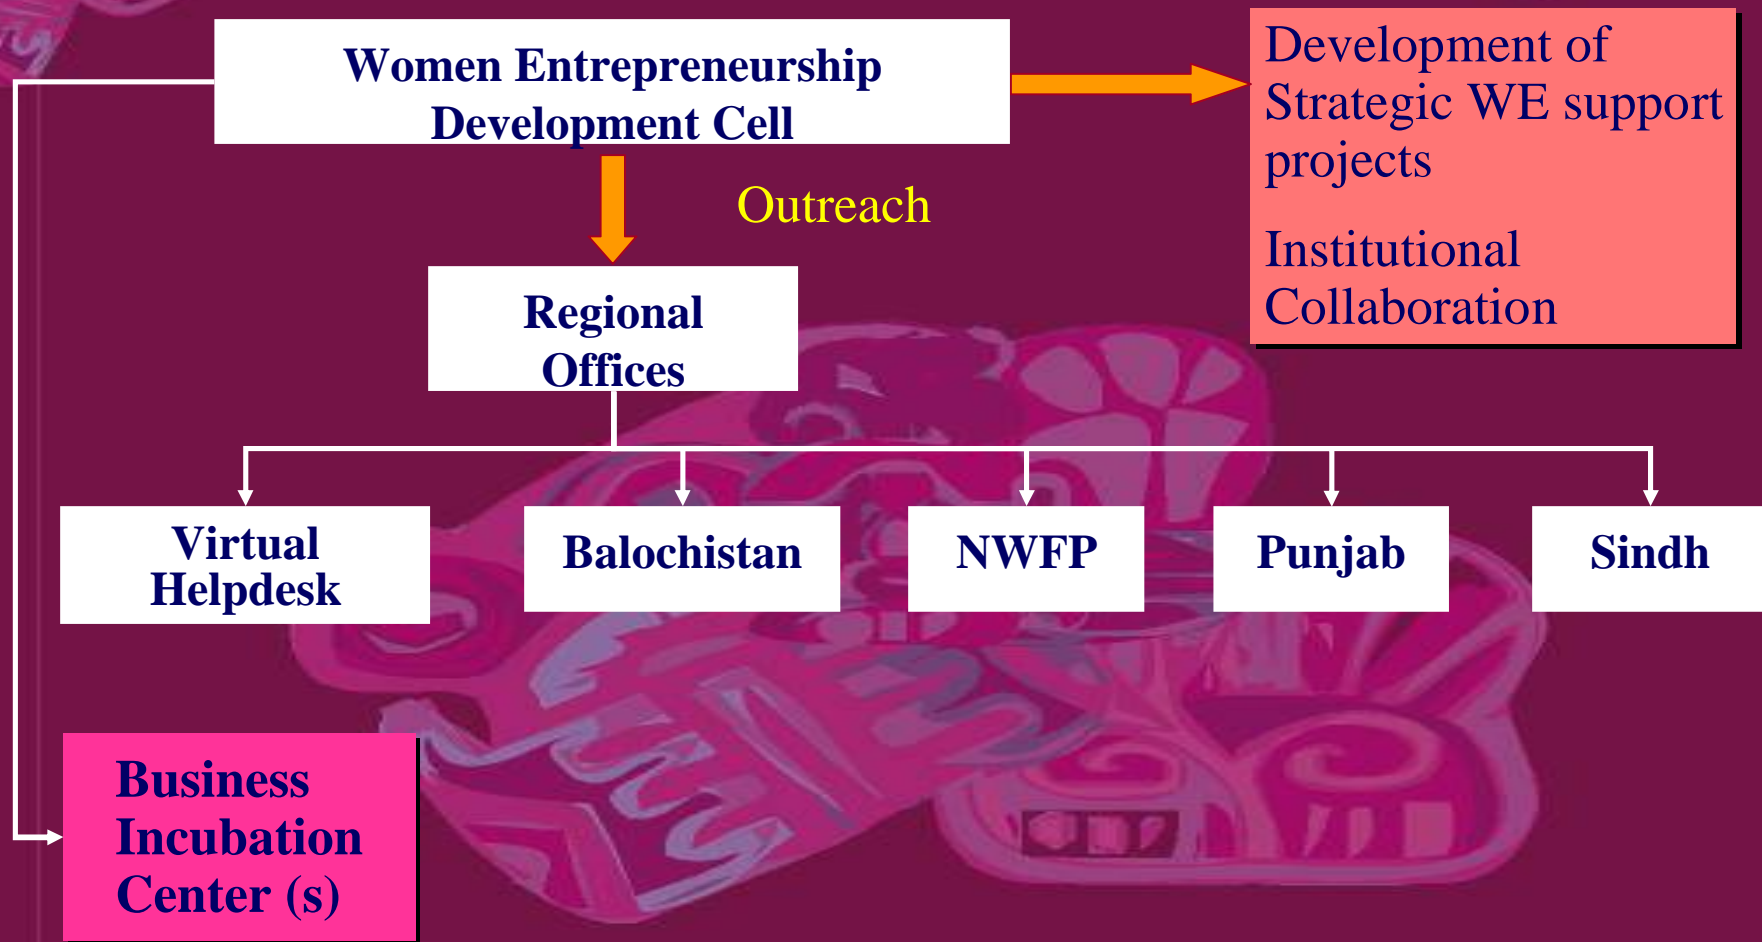 Women Entrepreneurship
Development Cell
Development of
Strategic WE support
projects
Institutional
Collaboration
Outreach
Regional
Offices
Virtual
Helpdesk
Balochistan
NWFP
Punjab
Sindh
Business
Incubation
Center (s)